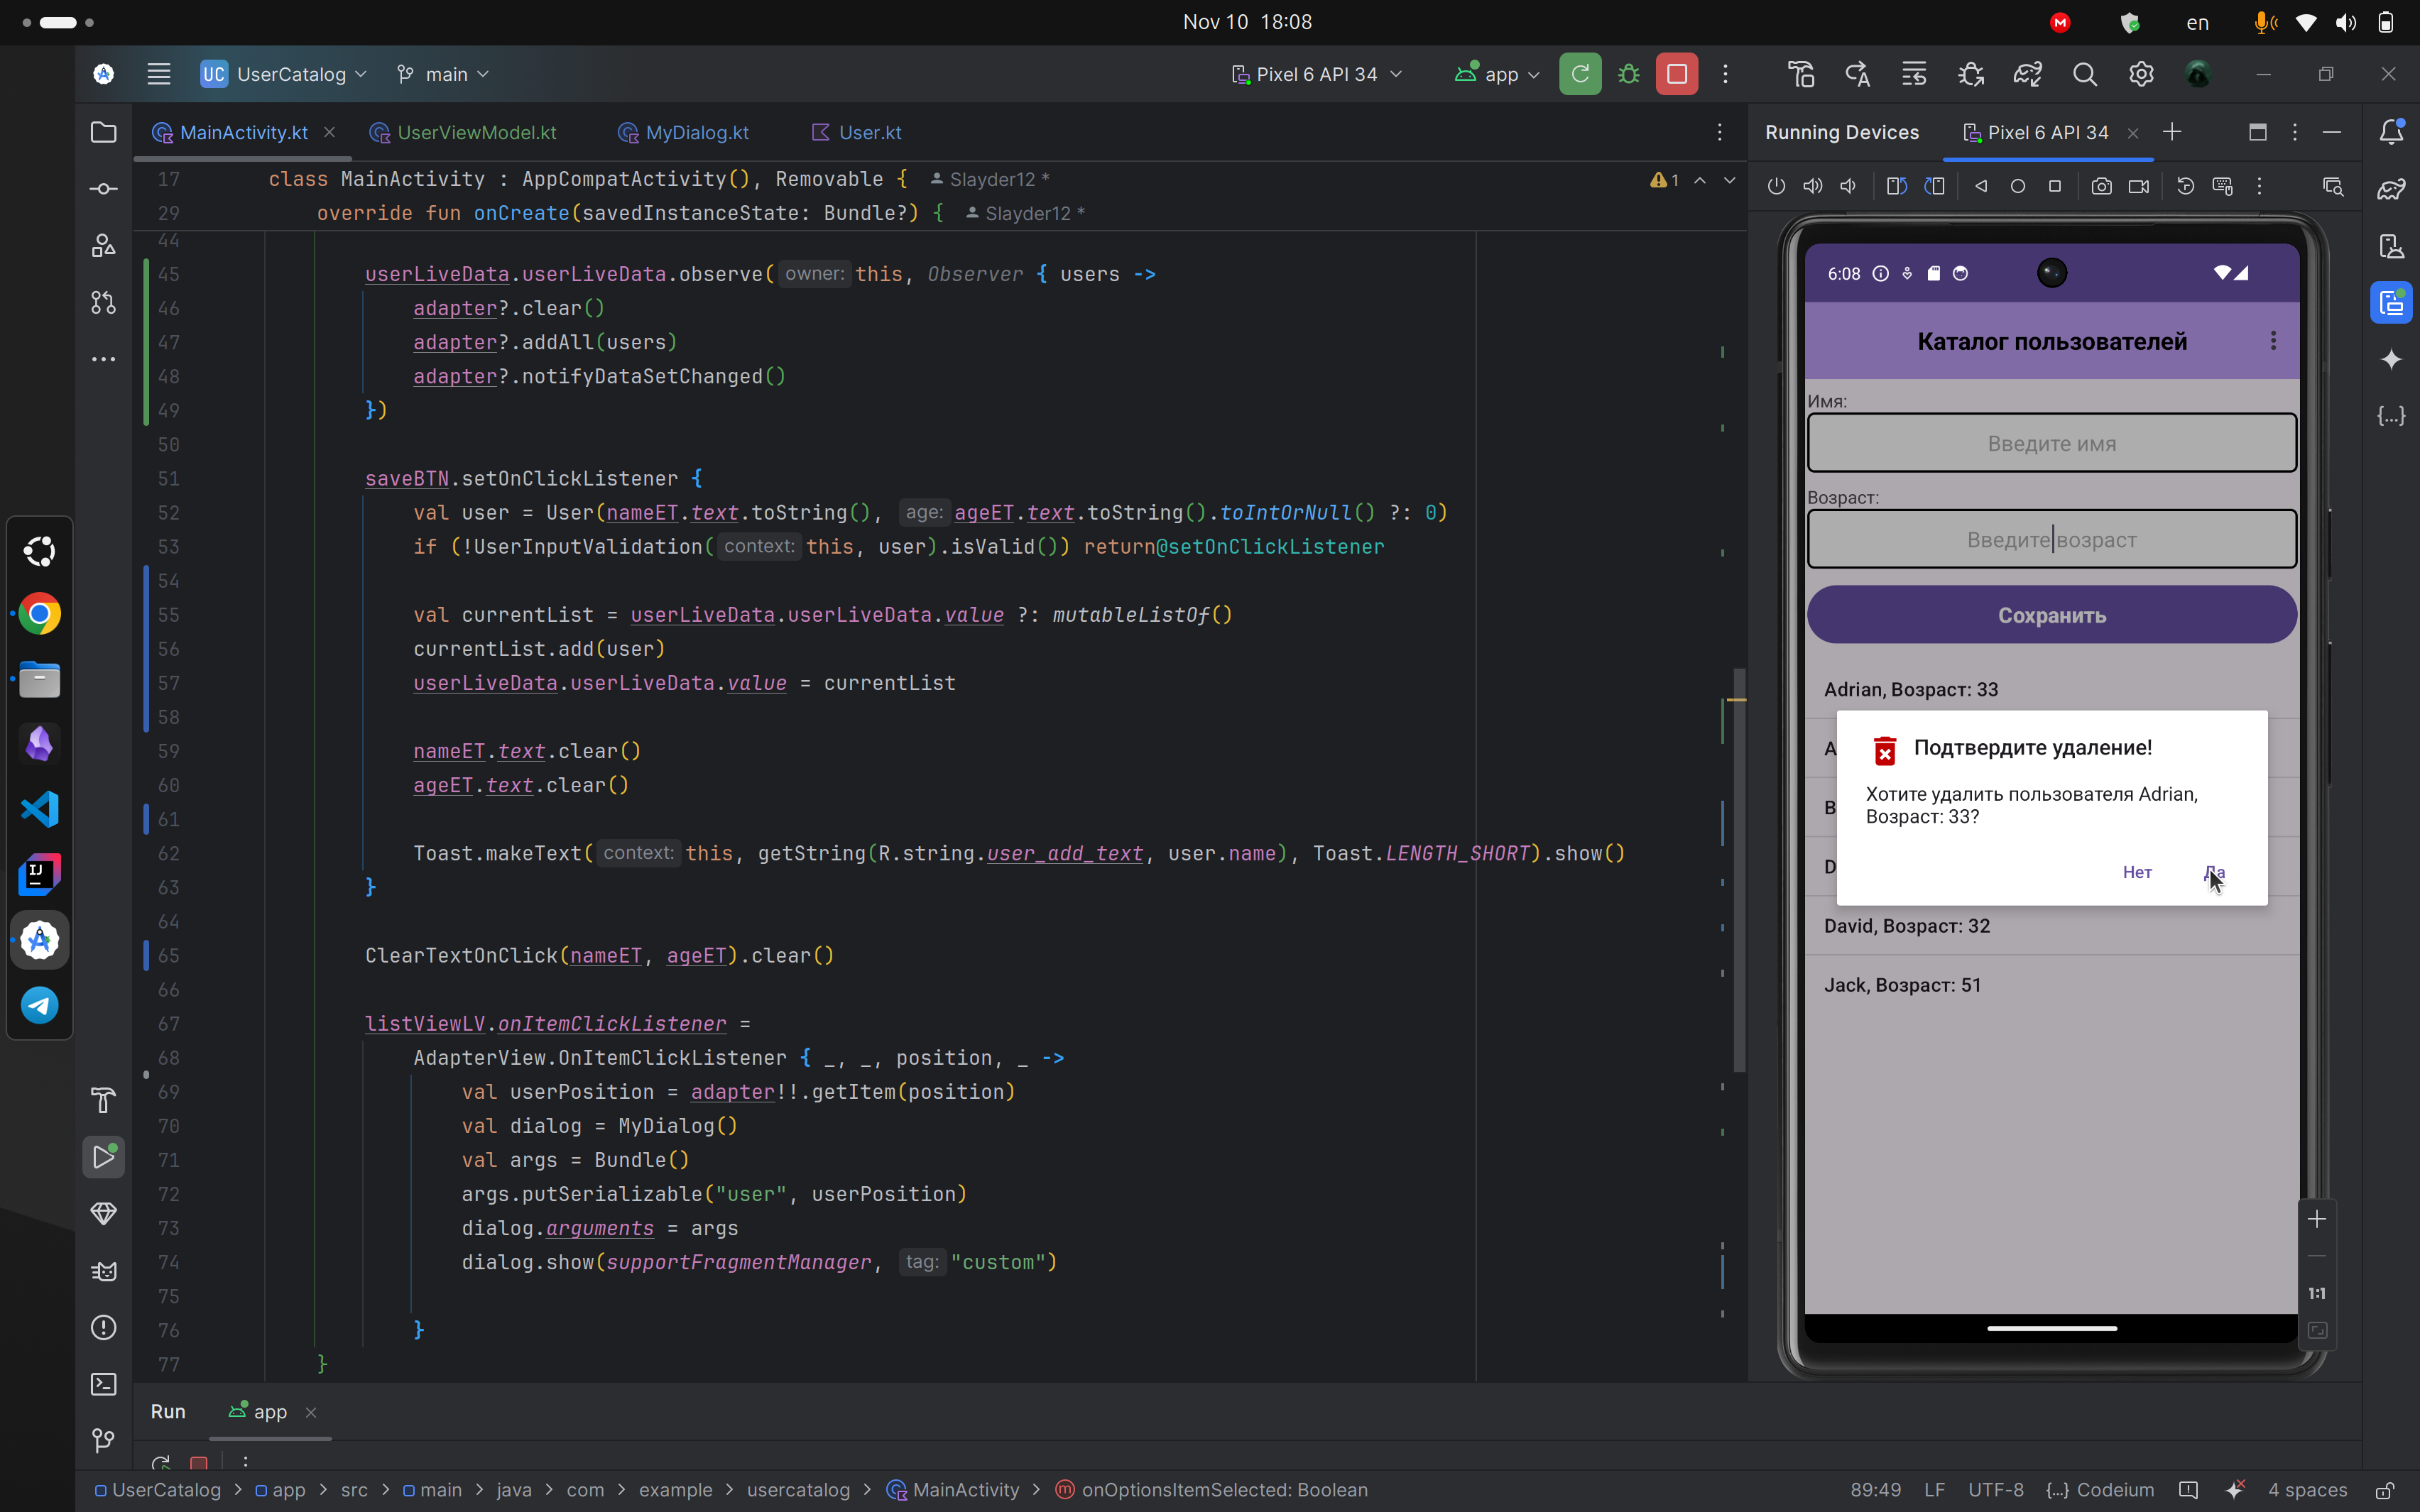 Nov 10 18:08
en
UC UserCatalog
main
Pixel 6 API 34
app
MainActivity.kt
UserViewModel.kt
MyDialog.kt
User.kt
Running Devices
Pixel 6 API 34
17 class MainActivity : AppCompatActivity(), Removable { Slayder12 *
1
29 override fun onCreate(savedInstanceState: Bundle?) { Slayder12 *
44
45 userLiveData.userLiveData.observe( owner: this, Observer { users ->
46 adapter?.clear()
47 adapter?.addAll(users)
48 adapter?.notifyDataSetChanged()
49 })
50
51 saveBTN.setOnClickListener {
52 val user = User(nameET.text.toString(), age: ageET.text.toString().toIntOrNull() ?: 0)
53 if (!UserInputValidation( context: this, user).isValid()) return@setOnClickListener
54
55 val currentList = userLiveData.userLiveData.value ?: mutableListOf()
56 currentList.add(user)
57 userLiveData.userLiveData.value = currentList
58
59 nameET.text.clear()
60 ageET.text.clear()
61
62 Toast.makeText( context: this, getString(R.string.user_add_text, user.name), Toast.LENGTH_SHORT).show()
63 }
64
65 ClearTextOnClick(nameET, ageET).clear()
66
67 listViewLV.onItemClickListener =
68 AdapterView.OnItemClickListener { _, _, position, _ ->
69 val userPosition = adapter!!.getItem(position)
70 val dialog = MyDialog()
71 val args = Bundle()
72 args.putSerializable("user", userPosition)
73 dialog.arguments = args
74 dialog.show(supportFragmentManager, tag: "custom")
75
76 }
77 }
6:08
Каталог пользователей
Имя:
Введите имя
Возраст:
Введите возраст
Сохранить
Adrian, Возраст: 33
A
Подтвердите удаление!
Хотите удалить пользователя Adrian,
B
Возраст: 33?
D
Нет
Да
David, Возраст: 32
Jack, Возраст: 51
1:1
Run
app
UserCatalog > app > src > main > java > com > example > usercatalog > MainActivity > onOptionsItemSelected: Boolean
89:49 LF UTF-8 {...} Codeium 4 spaces